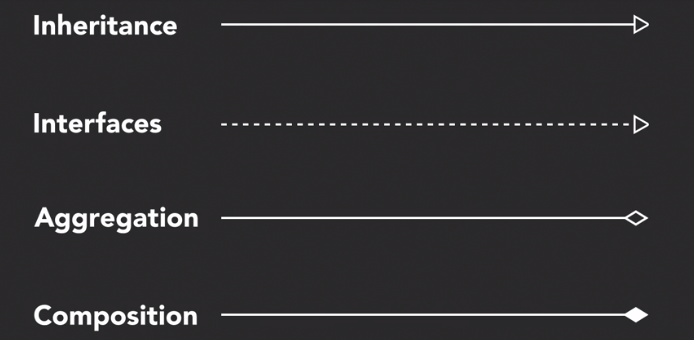 Inheritance
Interfaces
Aggregation
Composition